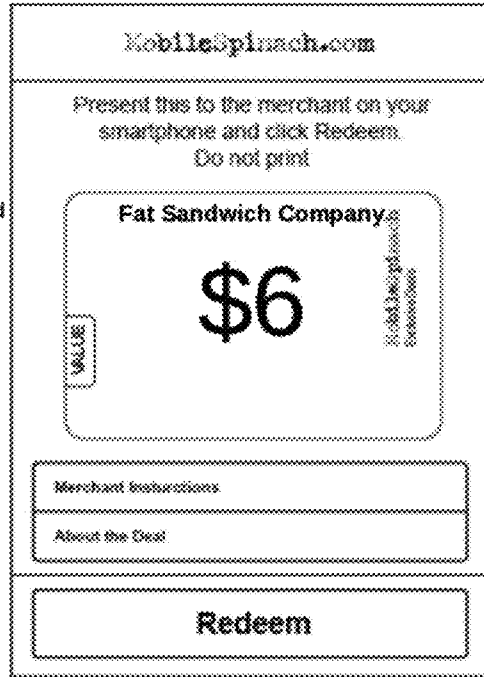 MobileSpinach.com
Present this to the merchant on your
smartphone and click Redeem.
Do not print
Fat Sandwich Company
$6
VALUE
Merchant Insturctions
About the Deal
Redeem